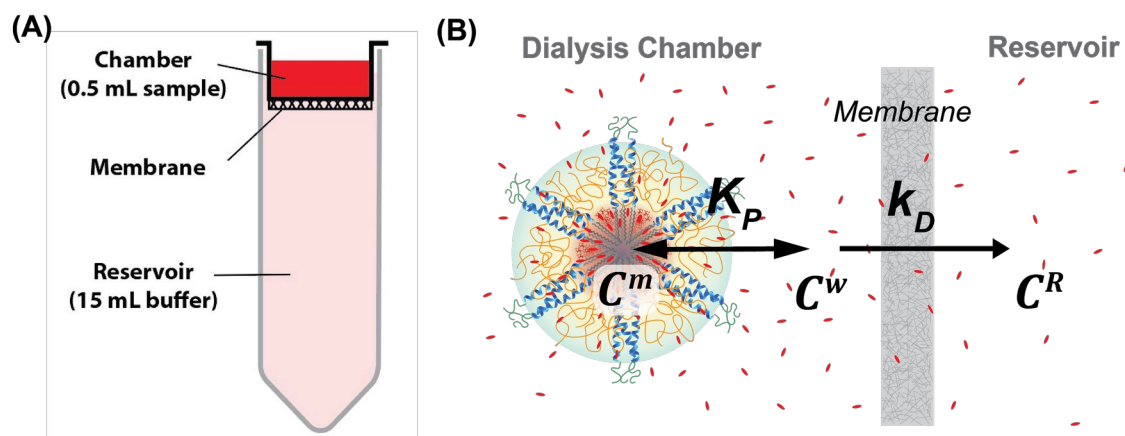 (A)
Chamber
(0.5 mL sample)
Membrane
Reservoir
(15 mL buffer)
(B)
Dialysis Chamber
Reservoir
Membrane
K_P
k_D
C^m
C^w
C^R